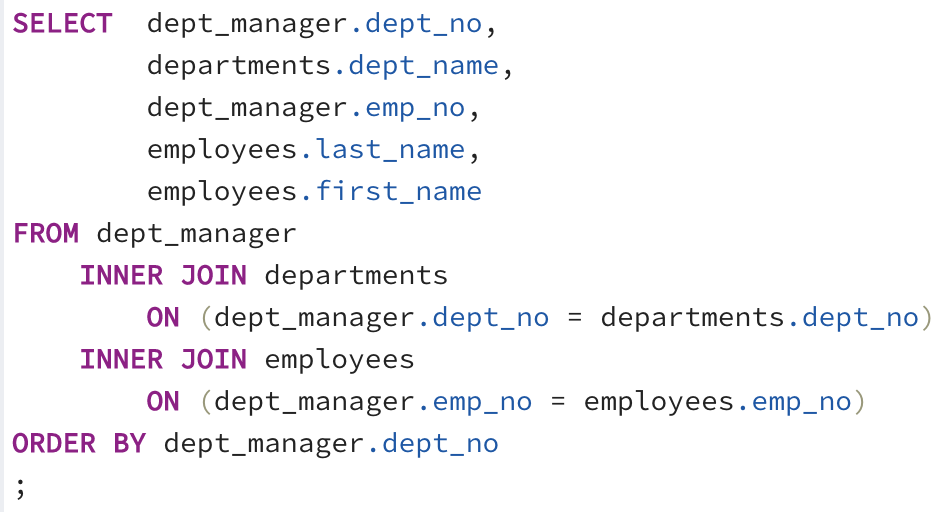 SELECT  dept_manager.dept_no,
        departments.dept_name,
        dept_manager.emp_no,
        employees.last_name,
        employees.first_name
FROM dept_manager
    INNER JOIN departments
        ON (dept_manager.dept_no = departments.dept_no)
    INNER JOIN employees
        ON (dept_manager.emp_no = employees.emp_no)
ORDER BY dept_manager.dept_no
;